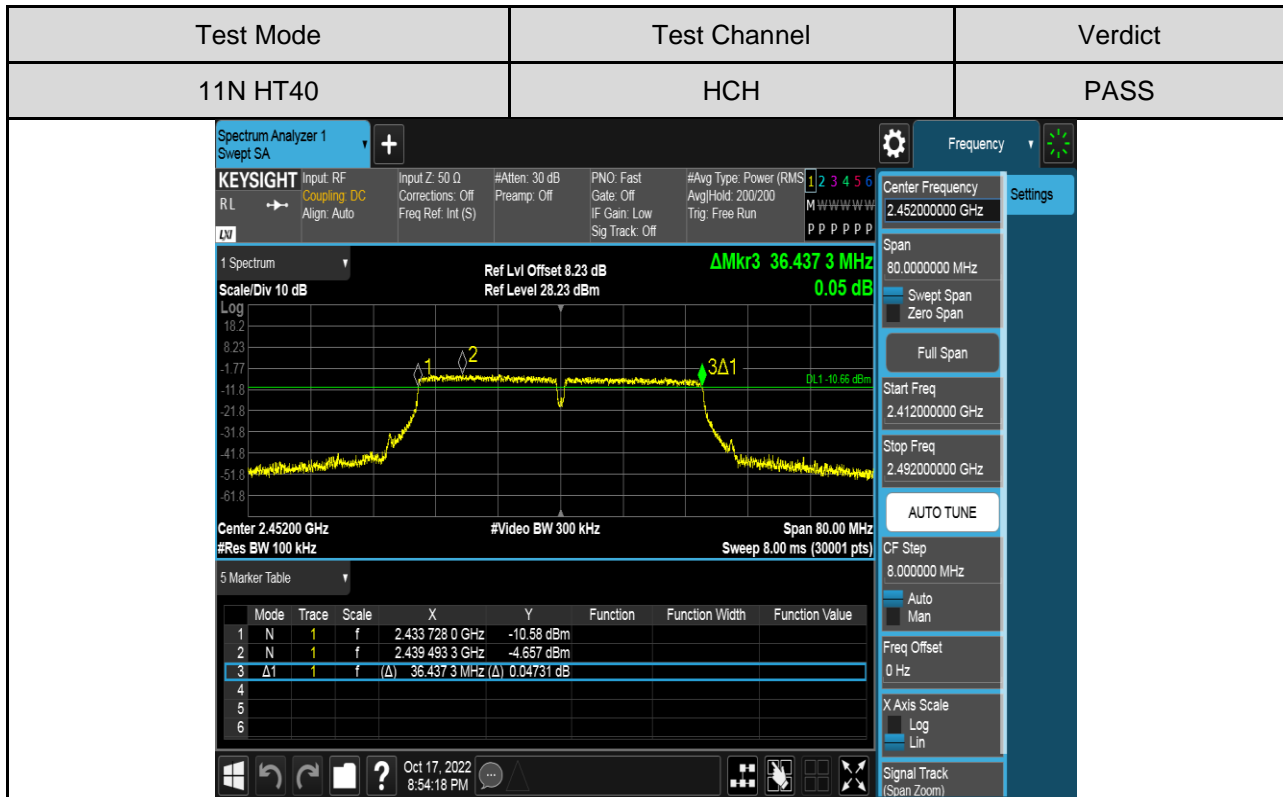 Test Mode Test Channel Verdict
11N HT40 HCH PASS
Spectrum Analyzer 1
Swept SA
+
Frequency
KEYSIGHT
RL
LXI
Input: RF
Coupling: DC
Align: Auto
Input Z: 50 Ω
Corrections: Off
Freq Ref: Int (S)
#Atten: 30 dB
Preamp: Off
PNO: Fast
Gate: Off
IF Gain: Low
Sig Track: Off
#Avg Type: Power (RMS
Avg|Hold: 200/200
Trig: Free Run
1 2 3 4 5 6
M W W W W W
P P P P P P
1 Spectrum
Scale/Div 10 dB
Ref Lvl Offset 8.23 dB
Ref Level 28.23 dBm
ΔMkr3 36.437 3 MHz
0.05 dB
Log
18.2
8.23
-1.77
-11.8
-21.8
-31.8
-41.8
-51.8
-61.8
1
2
3Δ1
DL1 -10.66 dBm
Center 2.45200 GHz #Video BW 300 kHz Span 80.00 MHz
#Res BW 100 kHz Sweep 8.00 ms (30001 pts)
5 Marker Table
Mode Trace Scale X Y Function Function Width Function Value
1 N 1 f 2.433 728 0 GHz -10.58 dBm
2 N 1 f 2.439 493 3 GHz -4.657 dBm
3 Δ1 1 f (Δ) 36.437 3 MHz (Δ) 0.04731 dB
4
5
6
?
Oct 17, 2022
8:54:18 PM
Center Frequency
2.452000000 GHz
Settings
Span
80.0000000 MHz
Swept Span
Zero Span
Full Span
Start Freq
2.412000000 GHz
Stop Freq
2.492000000 GHz
AUTO TUNE
CF Step
8.000000 MHz
Auto
Man
Freq Offset
0 Hz
X Axis Scale
Log
Lin
Signal Track
(Span Zoom)